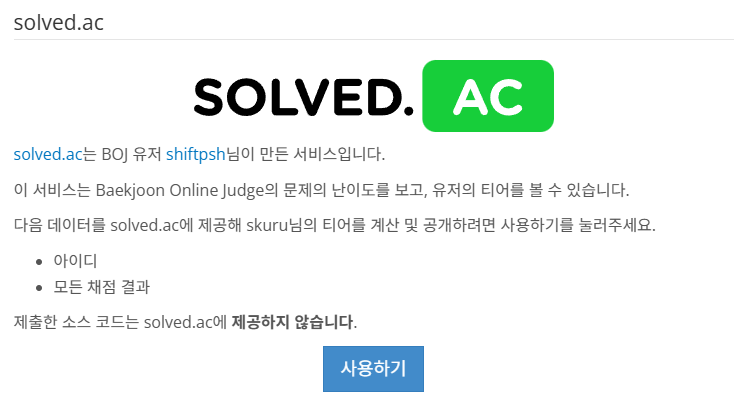 solved.ac
SOLVED. AC
solved.ac는 BOJ 유저 shiftpsh님이 만든 서비스입니다.
이 서비스는 Baekjoon Online Judge의 문제의 난이도를 보고, 유저의 티어를 볼 수 있습니다.
다음 데이터를 solved.ac에 제공해 skuru님의 티어를 계산 및 공개하려면 사용하기를 눌러주세요.
아이디
모든 채점 결과
제출한 소스 코드는 solved.ac에 제공하지 않습니다.
사용하기